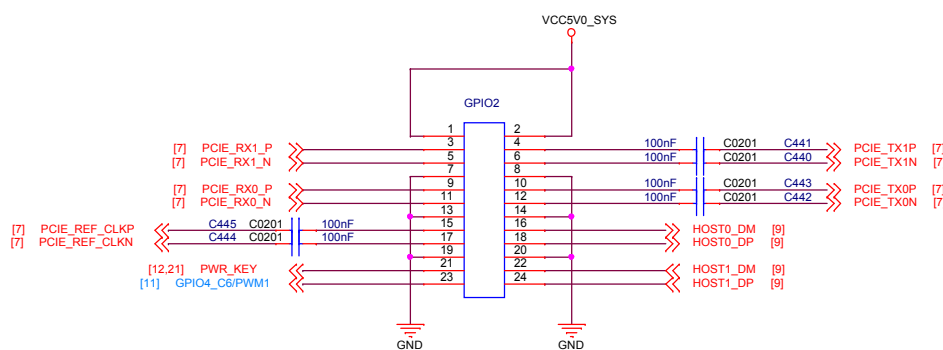 VCC5V0_SYS
GPIO2
1 2
[7] PCIE_RX1_P 3 4 100nF C0201 C441 PCIE_TX1P [7]
[7] PCIE_RX1_N 5 6 100nF C0201 C440 PCIE_TX1N [7]
7 8
[7] PCIE_RX0_P 9 10 100nF C0201 C443 PCIE_TX0P [7]
[7] PCIE_RX0_N 11 12 100nF C0201 C442 PCIE_TX0N [7]
13 14
[7] PCIE_REF_CLKP C445 C0201 100nF 15 16 HOST0_DM [9]
[7] PCIE_REF_CLKN C444 C0201 100nF 17 18 HOST0_DP [9]
19 20
[12,21] PWR_KEY 21 22 HOST1_DM [9]
[11] GPIO4_C6/PWM1 23 24 HOST1_DP [9]
GND GND